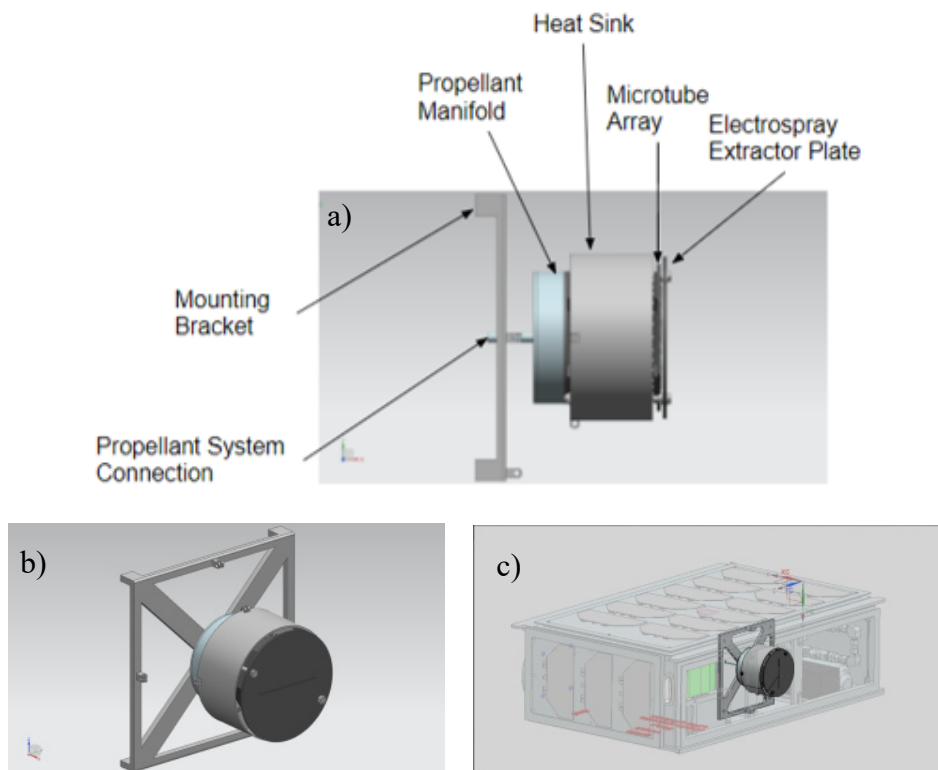 Heat Sink
Propellant
Manifold
Microtube
Array
Electrospray
Extractor Plate
a)
Mounting
Bracket
Propellant System
Connection
b)
c)